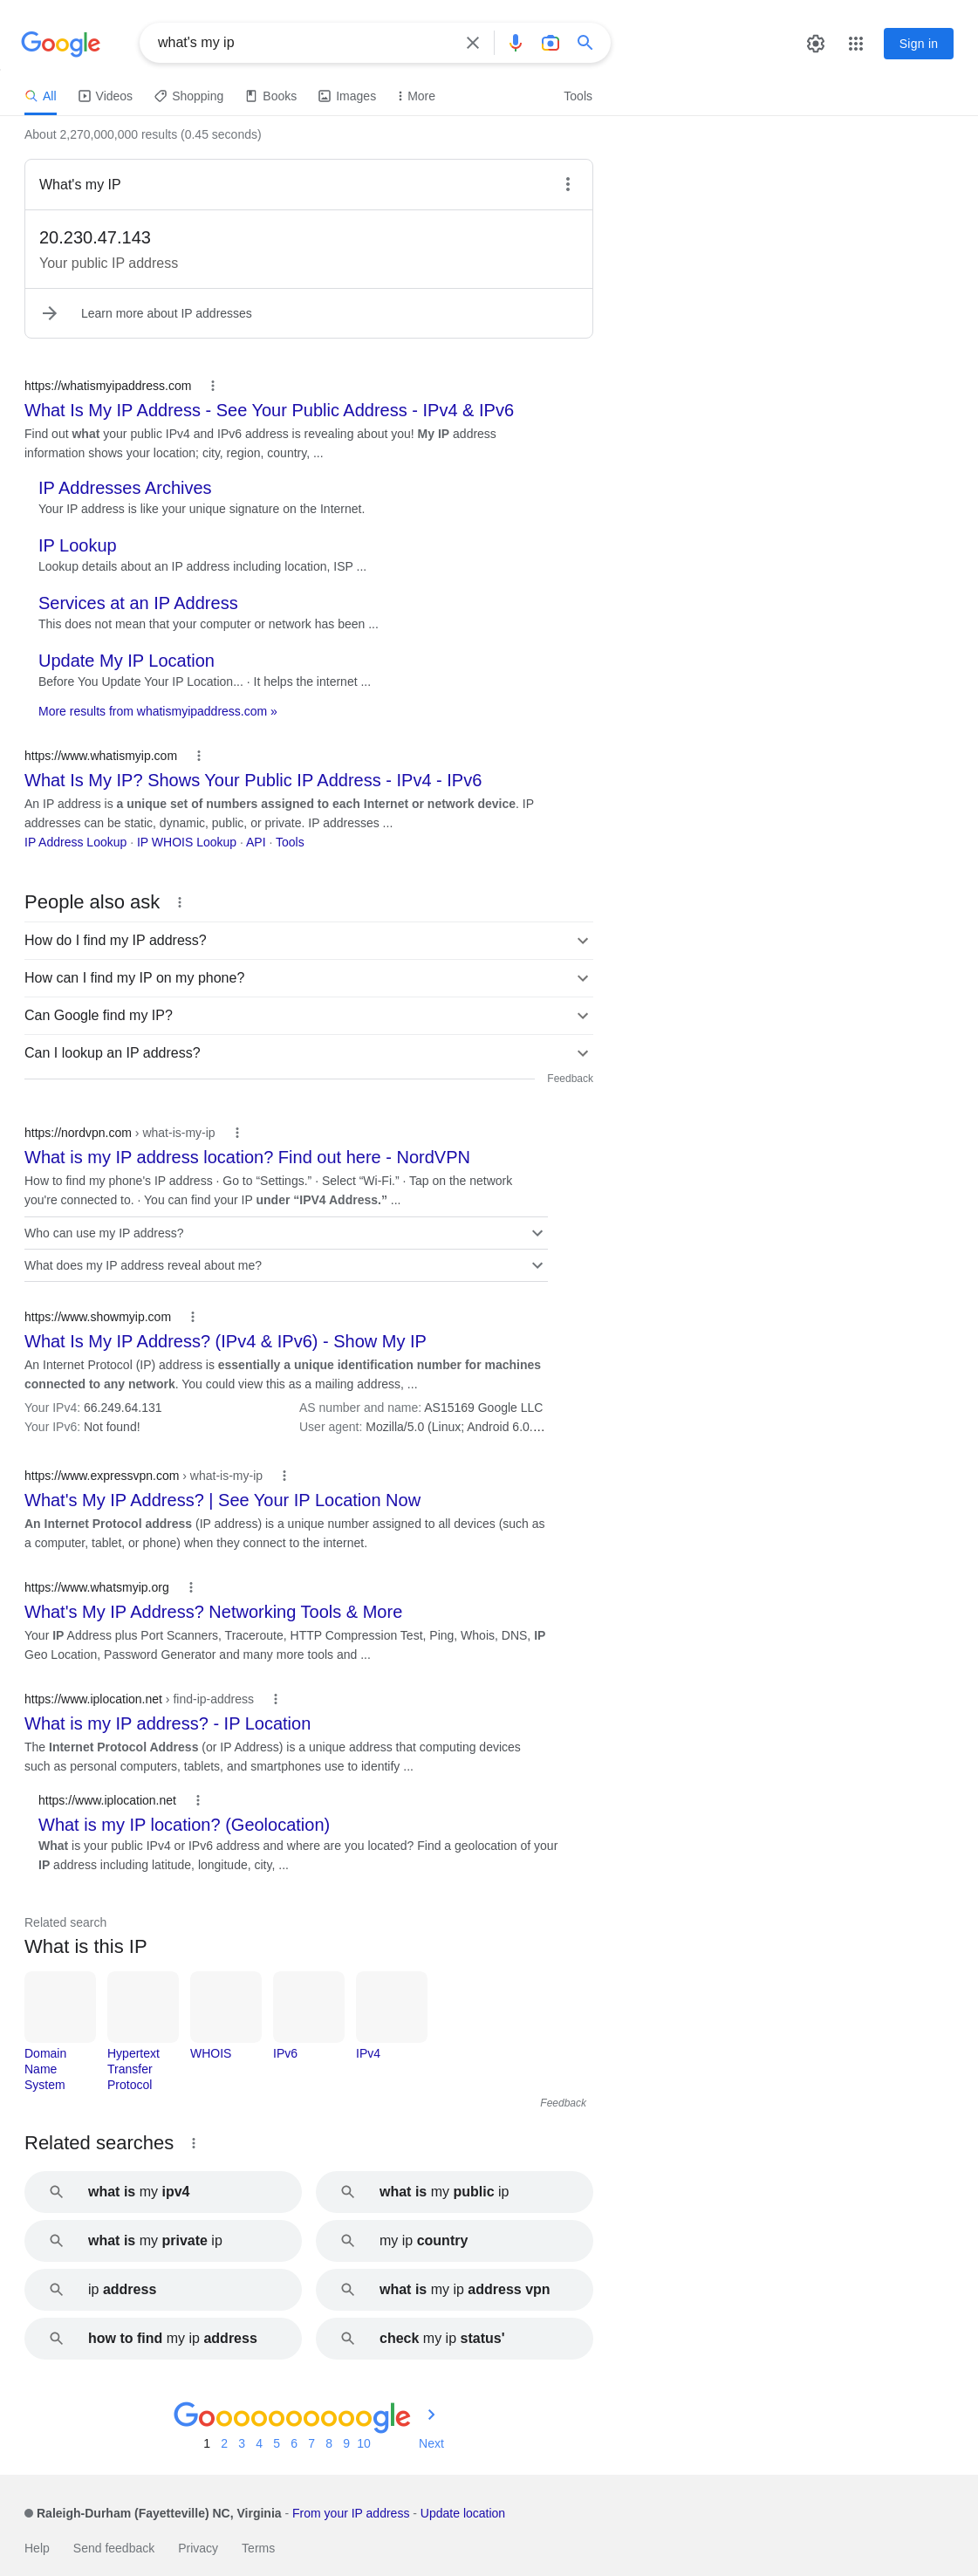 Google
what's my ip
Sign in
All
Videos
Shopping
Books
Images
More
Tools
About 2,270,000,000 results (0.45 seconds)
What's my IP
20.230.47.143
Your public IP address
Learn more about IP addresses
https://whatismyipaddress.com
What Is My IP Address - See Your Public Address - IPv4 & IPv6
Find out what your public IPv4 and IPv6 address is revealing about you! My IP address
information shows your location; city, region, country, ...
IP Addresses Archives
Your IP address is like your unique signature on the Internet.
IP Lookup
Lookup details about an IP address including location, ISP ...
Services at an IP Address
This does not mean that your computer or network has been ...
Update My IP Location
Before You Update Your IP Location... · It helps the internet ...
More results from whatismyipaddress.com »
https://www.whatismyip.com
What Is My IP? Shows Your Public IP Address - IPv4 - IPv6
An IP address is a unique set of numbers assigned to each Internet or network device. IP
addresses can be static, dynamic, public, or private. IP addresses ...
IP Address Lookup · IP WHOIS Lookup · API · Tools
People also ask
How do I find my IP address?
How can I find my IP on my phone?
Can Google find my IP?
Can I lookup an IP address?
Feedback
https://nordvpn.com › what-is-my-ip
What is my IP address location? Find out here - NordVPN
How to find my phone's IP address · Go to “Settings.” · Select “Wi-Fi.” · Tap on the network
you're connected to. · You can find your IP under “IPV4 Address.” ...
Who can use my IP address?
What does my IP address reveal about me?
https://www.showmyip.com
What Is My IP Address? (IPv4 & IPv6) - Show My IP
An Internet Protocol (IP) address is essentially a unique identification number for machines
connected to any network. You could view this as a mailing address, ...
Your IPv4: 66.249.64.131
AS number and name: AS15169 Google LLC
Your IPv6: Not found!
User agent: Mozilla/5.0 (Linux; Android 6.0....
https://www.expressvpn.com › what-is-my-ip
What's My IP Address? | See Your IP Location Now
An Internet Protocol address (IP address) is a unique number assigned to all devices (such as
a computer, tablet, or phone) when they connect to the internet.
https://www.whatsmyip.org
What's My IP Address? Networking Tools & More
Your IP Address plus Port Scanners, Traceroute, HTTP Compression Test, Ping, Whois, DNS, IP
Geo Location, Password Generator and many more tools and ...
https://www.iplocation.net › find-ip-address
What is my IP address? - IP Location
The Internet Protocol Address (or IP Address) is a unique address that computing devices
such as personal computers, tablets, and smartphones use to identify ...
https://www.iplocation.net
What is my IP location? (Geolocation)
What is your public IPv4 or IPv6 address and where are you located? Find a geolocation of your
IP address including latitude, longitude, city, ...
Related search
What is this IP
Domain
Name
System
Hypertext
Transfer
Protocol
WHOIS
IPv6
IPv4
Feedback
Related searches
what is my ipv4
what is my public ip
what is my private ip
my ip country
ip address
what is my ip address vpn
how to find my ip address
check my ip status'
Goooooooooogle
1 2 3 4 5 6 7 8 9 10 Next
Raleigh-Durham (Fayetteville) NC, Virginia - From your IP address - Update location
Help
Send feedback
Privacy
Terms